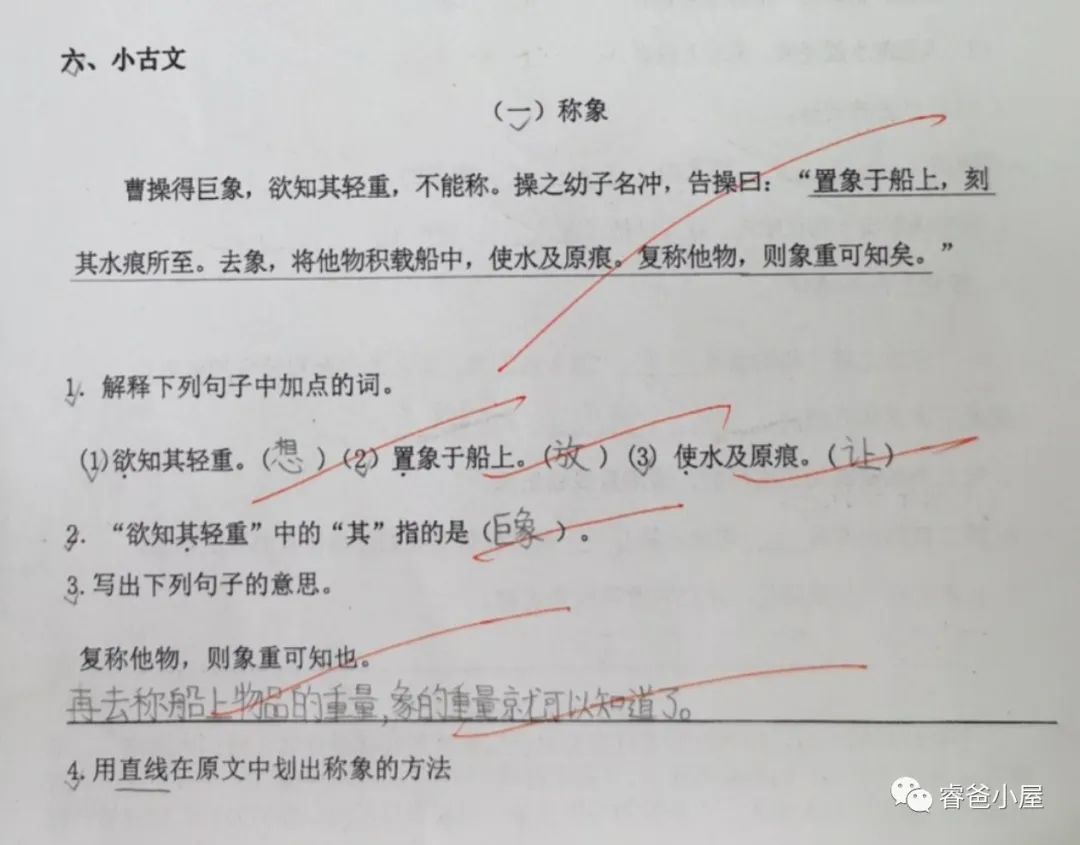 六、小古文
（一）称象
曹操得巨象，欲知其轻重，不能称。操之幼子名冲，告操曰：“置象于船上，刻
其水痕所至。去象，将他物积载船中，使水及原痕。复称他物，则象重可知矣。”
1. 解释下列句子中加点的词。
(1)欲知其轻重。（想）(2) 置象于船上。（放）(3) 使水及原痕。（让）
2. “欲知其轻重”中的“其”指的是（巨象）。
3. 写出下列句子的意思。
复称他物，则象重可知也。
再去称船上物品的重量,象的重量就可以知道了。
4. 用直线在原文中划出称象的方法
睿爸小屋